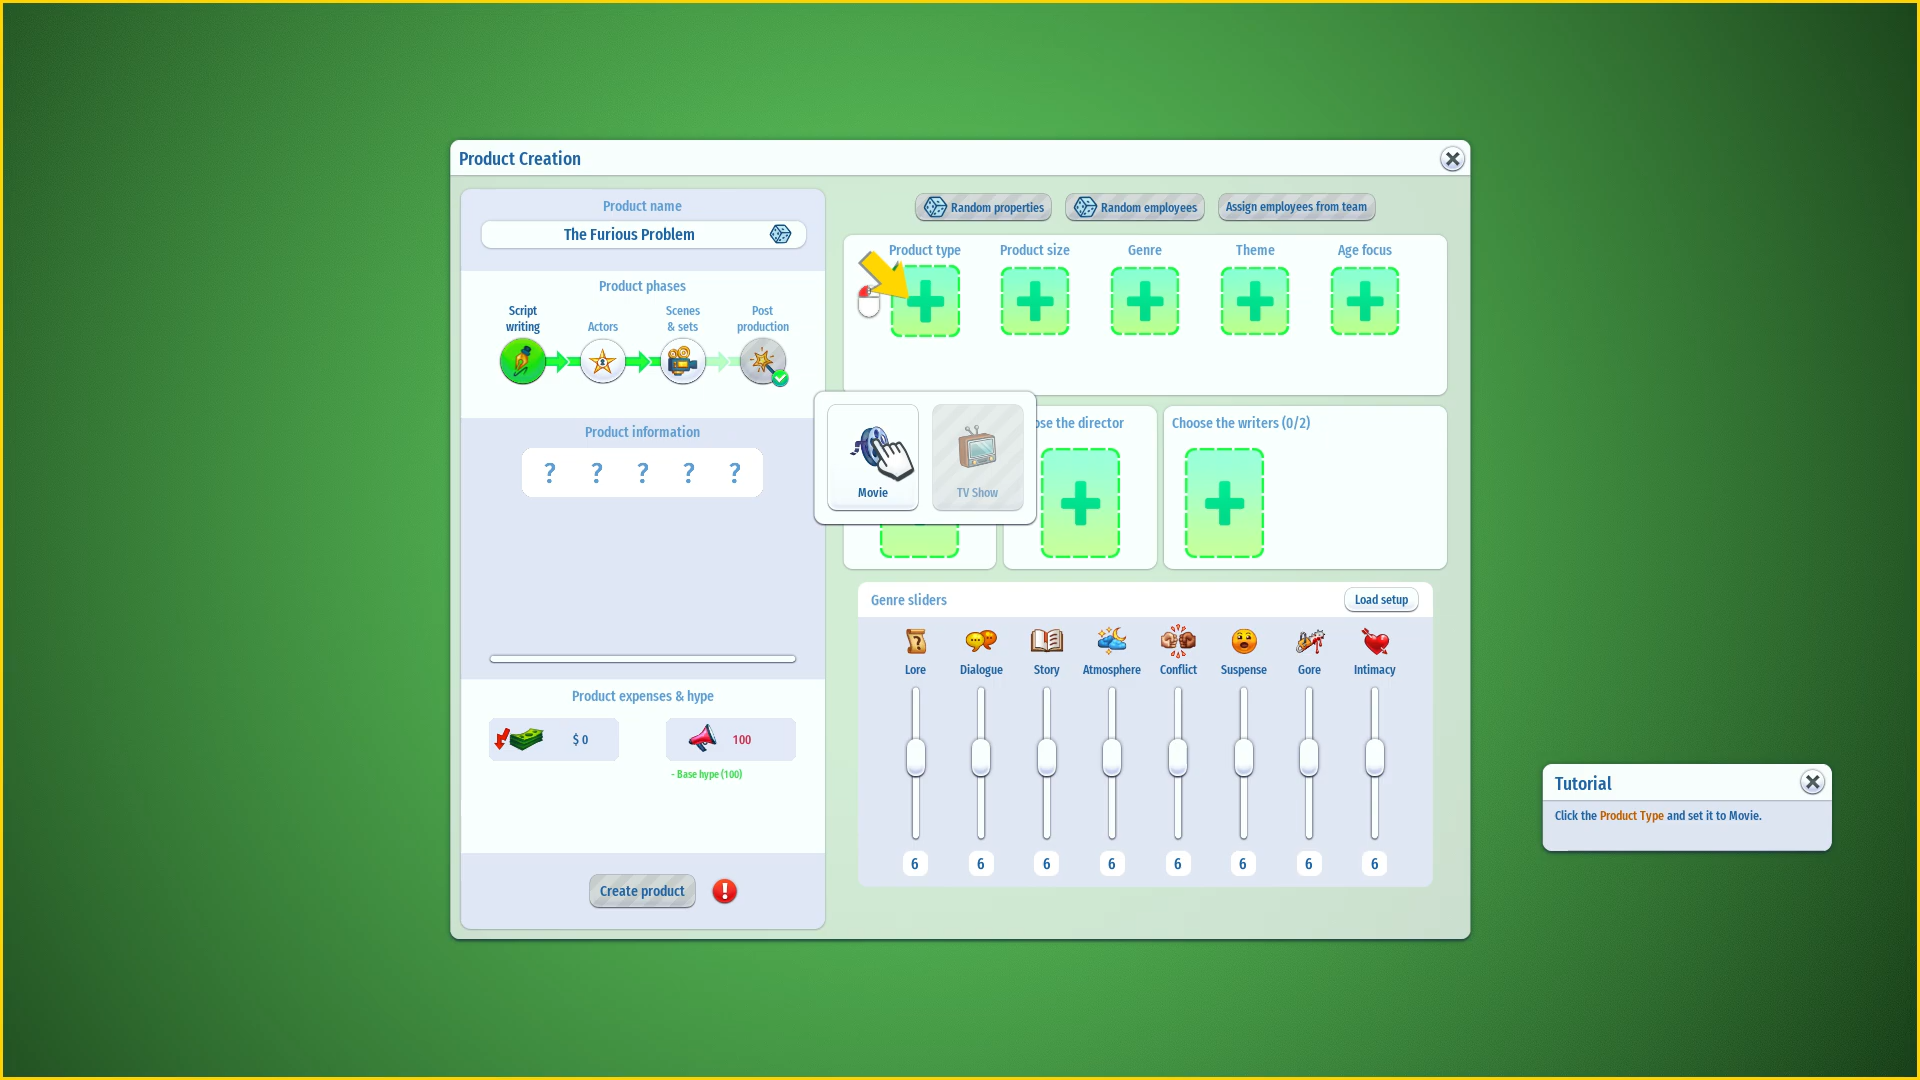 Product Creation
Product name
The Furious Problem
Product phases
Script
writing
Actors
Scenes
& sets
Post
production
Product information
? ? ? ? ?
Product expenses & hype
$ 0
100
- Base hype (100)
Create product
Random properties
Random employees
Assign employees from team
Product type
Product size
Genre
Theme
Age focus
Movie
TV Show
ose the director
Choose the writers (0/2)
Genre sliders
Load setup
Lore
Dialogue
Story
Atmosphere
Conflict
Suspense
Gore
Intimacy
6 6 6 6 6 6 6 6
Tutorial
Click the Product Type and set it to Movie.